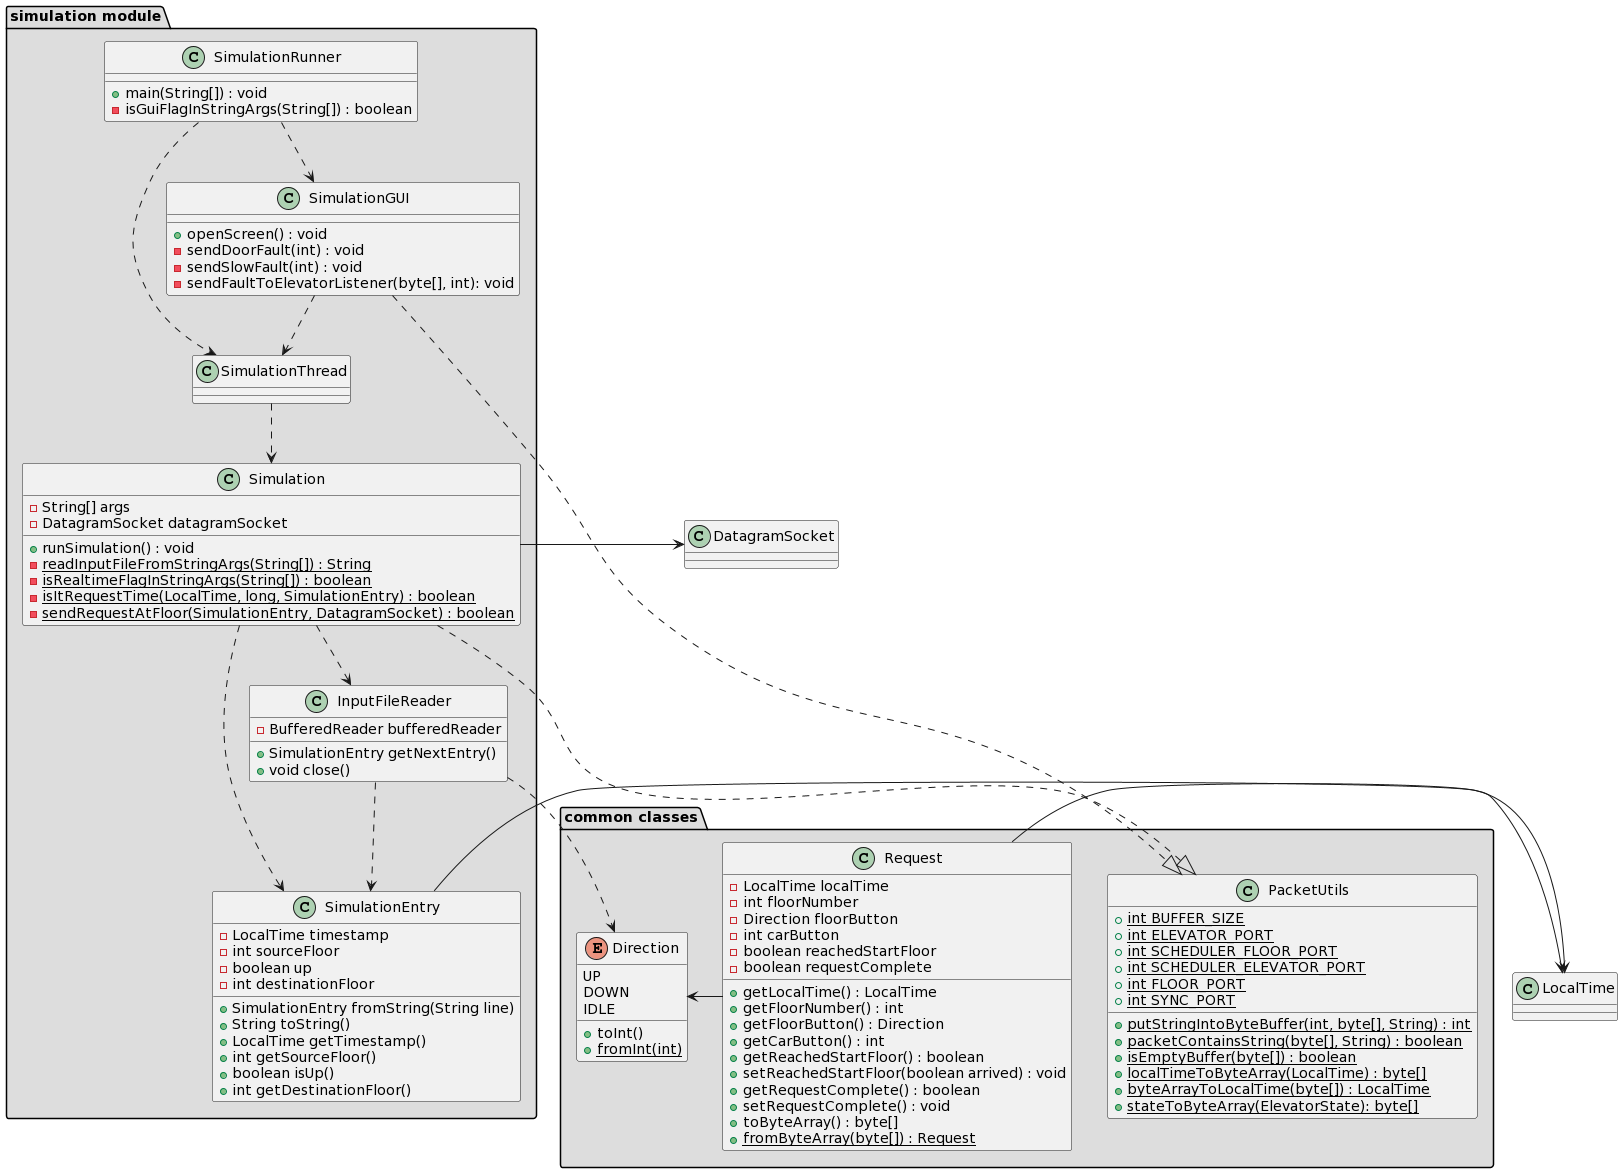 simulation module
C SimulationRunner
main(String[]) : void
isGuiFlagInStringArgs(String[]) : boolean
C SimulationGUI
openScreen() : void
sendDoorFault(int) : void
sendSlowFault(int) : void
sendFaultToElevatorListener(byte[], int): void
C SimulationThread
C Simulation
String[] args
DatagramSocket datagramSocket
runSimulation() : void
readInputFileFromStringArgs(String[]) : String
isRealtimeFlagInStringArgs(String[]) : boolean
isItRequestTime(LocalTime, long, SimulationEntry) : boolean
sendRequestAtFloor(SimulationEntry, DatagramSocket) : boolean
C DatagramSocket
C InputFileReader
BufferedReader bufferedReader
SimulationEntry getNextEntry()
void close()
C SimulationEntry
LocalTime timestamp
int sourceFloor
boolean up
int destinationFloor
SimulationEntry fromString(String line)
String toString()
LocalTime getTimestamp()
int getSourceFloor()
boolean isUp()
int getDestinationFloor()
common classes
E Direction
UP
DOWN
IDLE
toInt()
fromInt(int)
C Request
LocalTime localTime
int floorNumber
Direction floorButton
int carButton
boolean reachedStartFloor
boolean requestComplete
getLocalTime() : LocalTime
getFloorNumber() : int
getFloorButton() : Direction
getCarButton() : int
getReachedStartFloor() : boolean
setReachedStartFloor(boolean arrived) : void
getRequestComplete() : boolean
setRequestComplete() : void
toByteArray() : byte[]
fromByteArray(byte[]) : Request
C PacketUtils
int BUFFER_SIZE
int ELEVATOR_PORT
int SCHEDULER_FLOOR_PORT
int SCHEDULER_ELEVATOR_PORT
int FLOOR_PORT
int SYNC_PORT
putStringIntoByteBuffer(int, byte[], String) : int
packetContainsString(byte[], String) : boolean
isEmptyBuffer(byte[]) : boolean
localTimeToByteArray(LocalTime) : byte[]
byteArrayToLocalTime(byte[]) : LocalTime
stateToByteArray(ElevatorState): byte[]
C LocalTime